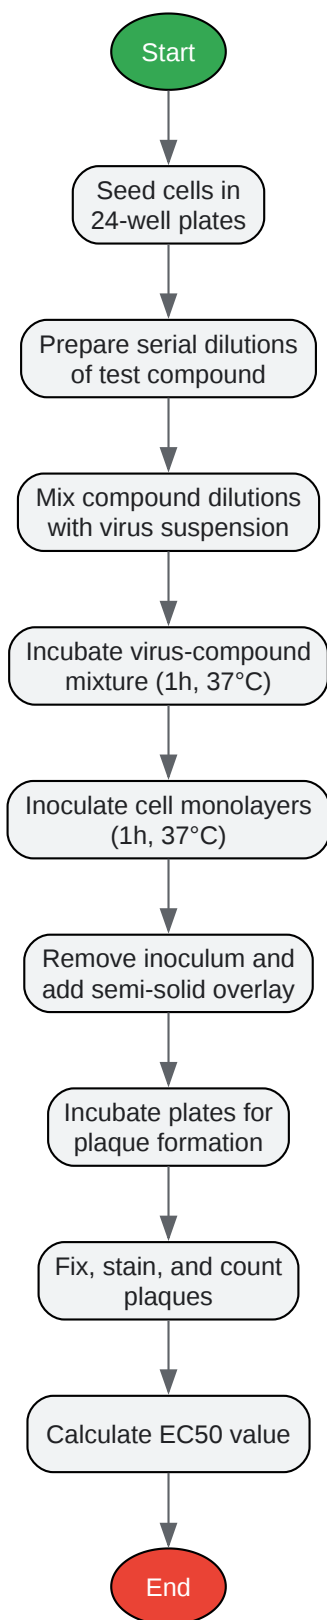 Start
Seed cells in
24-well plates
Prepare serial dilutions
of test compound
Mix compound dilutions
with virus suspension
Incubate virus-compound
mixture (1h, 37°C)
Inoculate cell monolayers
(1h, 37°C)
Remove inoculum and
add semi-solid overlay
Incubate plates for
plaque formation
Fix, stain, and count
plaques
Calculate EC50 value
End